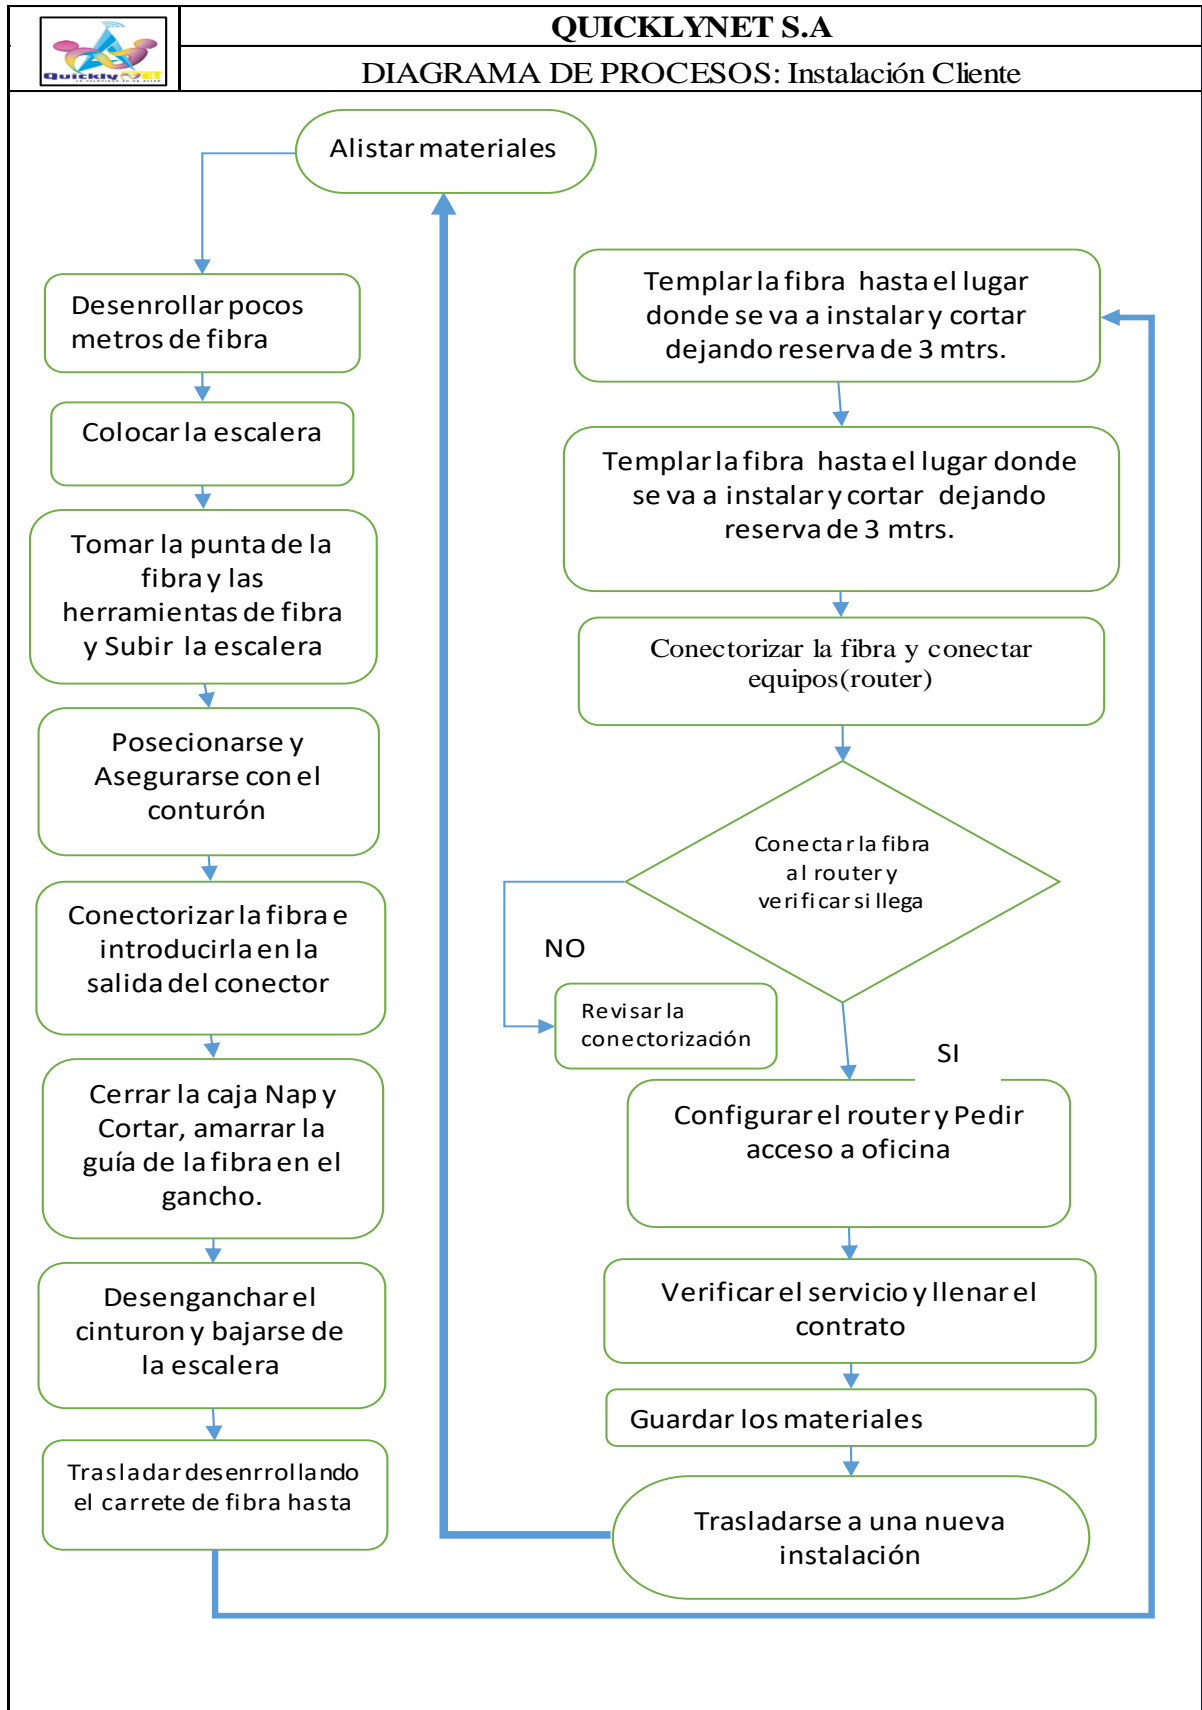 QUICKLYNET S.A
Quickly NET
DIAGRAMA DE PROCESOS: Instalación Cliente
Alistar materiales
Desenrollar pocos
metros de fibra
Colocar la escalera
Tomar la punta de la
fibra y las
herramientas de fibra
y Subir la escalera
Posecionarse y
Asegurarse con el
conturón
Conectorizar la fibra e
introducirla en la
salida del conector
Cerrar la caja Nap y
Cortar, amarrar la
guía de la fibra en el
gancho.
Desenganchar el
cinturon y bajarse de
la escalera
Trasladar desenrrollando
el carrete de fibra hasta
Templar la fibra hasta el lugar
donde se va a instalar y cortar
dejando reserva de 3 mtrs.
Templar la fibra hasta el lugar donde
se va a instalar y cortar dejando
reserva de 3 mtrs.
Conectorizar la fibra y conectar
equipos(router)
Conectar la fibra
al router y
verificar si llega
NO
Revisar la
conectorización
SI
Configurar el router y Pedir
acceso a oficina
Verificar el servicio y llenar el
contrato
Guardar los materiales
Trasladarse a una nueva
instalación